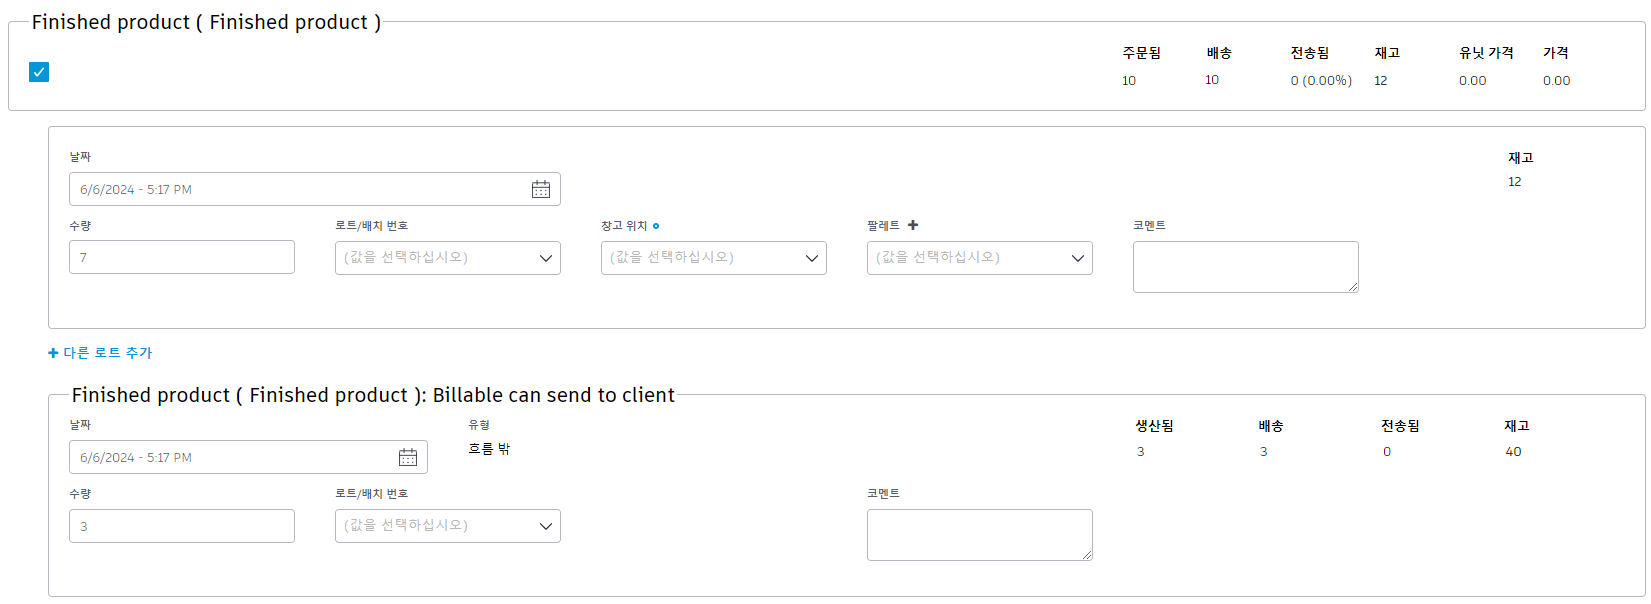 Finished product ( Finished product )
주문됨 배송 전송됨 재고 유닛 가격 가격
10 10 0 (0.00%) 12 0.00 0.00
날짜 재고
6/6/2024 - 5:17 PM 12
수량 로트/배치 번호 창고 위치 팔레트 코멘트
7 (값을 선택하십시오) (값을 선택하십시오) (값을 선택하십시오)
다른 로트 추가
Finished product ( Finished product ): Billable can send to client
날짜 유형 생산됨 배송 전송됨 재고
6/6/2024 - 5:17 PM 흐름 밖 3 3 0 40
수량 로트/배치 번호 코멘트
3 (값을 선택하십시오)